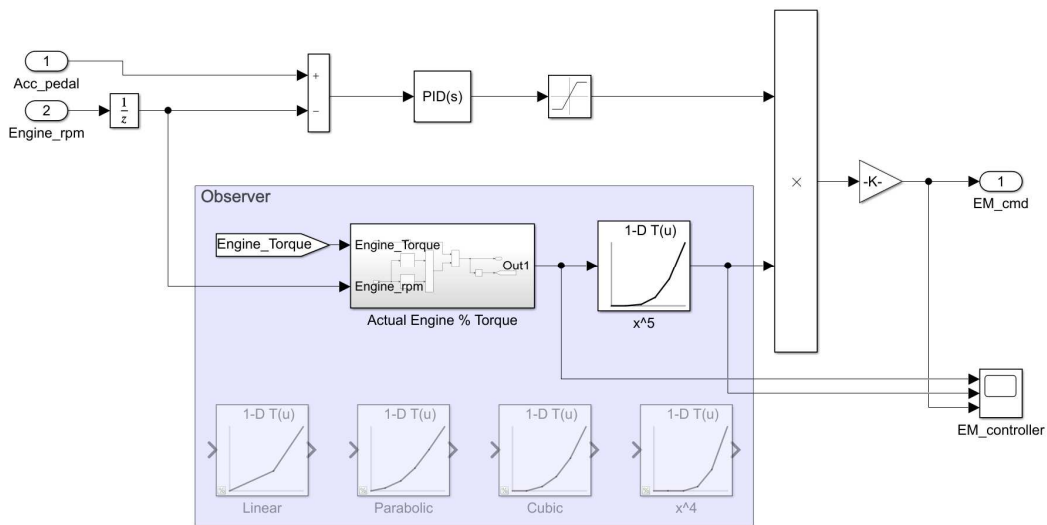 1
Acc_pedal
2
Engine_rpm
1
z
+
−
PID(s)
×
-K-
1
EM_cmd
Observer
Engine_Torque
Engine_Torque
Engine_rpm
Out1
Actual Engine % Torque
1-D T(u)
x^5
EM_controller
1-D T(u)
Linear
1-D T(u)
Parabolic
1-D T(u)
Cubic
1-D T(u)
x^4